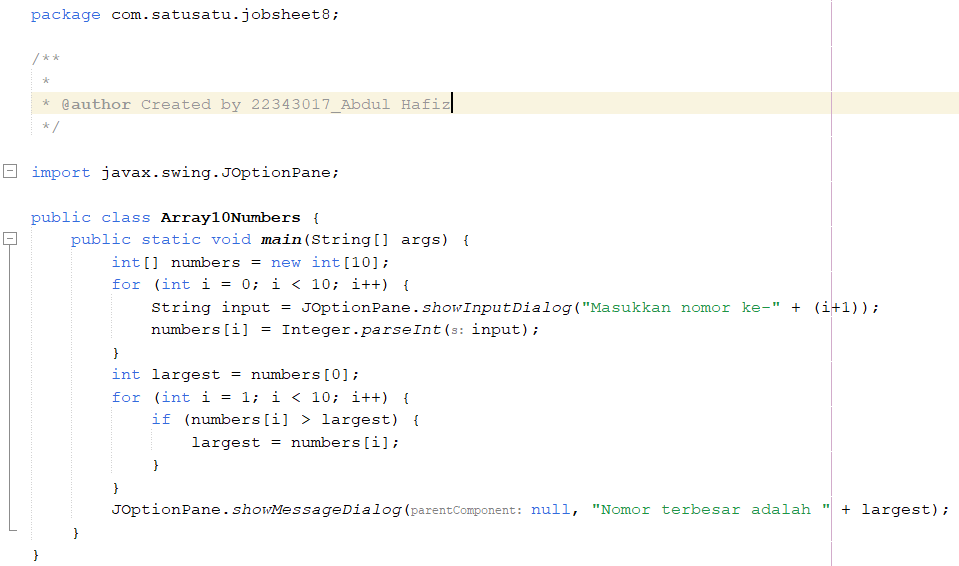 package com.satusatu.jobsheet8;
/**
 *
 * @author Created by 22343017_Abdul Hafiz
 */
import javax.swing.JOptionPane;
public class Array10Numbers {
    public static void main(String[] args) {
        int[] numbers = new int[10];
        for (int i = 0; i < 10; i++) {
            String input = JOptionPane.showInputDialog("Masukkan nomor ke-" + (i+1));
            numbers[i] = Integer.parseInt(s: input);
        }
        int largest = numbers[0];
        for (int i = 1; i < 10; i++) {
            if (numbers[i] > largest) {
                largest = numbers[i];
            }
        }
        JOptionPane.showMessageDialog(parentComponent: null, "Nomor terbesar adalah " + largest);
    }
}